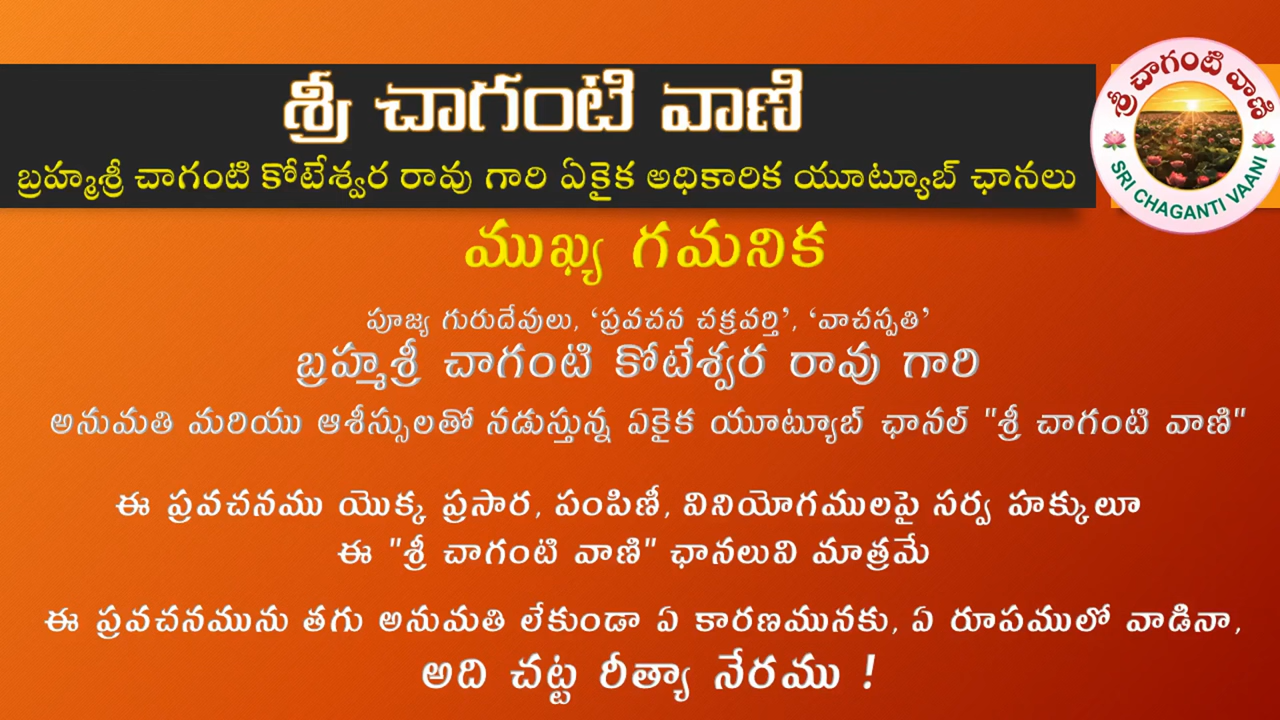 శ్రీ చాగంటి వాణి
బ్రహ్మశ్రీ చాగంటి కోటేశ్వర రావు గారి ఏకైక అధికారిక యూట్యూబ్ ఛానలు
శ్రీ చాగంటి వాణి
SRI CHAGANTI VAANI
ముఖ్య గమనిక
పూజ్య గురుదేవులు, ‘ప్రవచన చక్రవర్తి’, ‘వాచస్పతి’
బ్రహ్మశ్రీ చాగంటి కోటేశ్వర రావు గారి
అనుమతి మరియు ఆశీస్సులతో నడుస్తున్న ఏకైక యూట్యూబ్ ఛానల్ "శ్రీ చాగంటి వాణి"
ఈ ప్రవచనము యొక్క ప్రసార, పంపిణీ, వినియోగములపై సర్వ హక్కులూ
ఈ "శ్రీ చాగంటి వాణి" ఛానలువి మాత్రమే
ఈ ప్రవచనమును తగు అనుమతి లేకుండా ఏ కారణమునకు, ఏ రూపములో వాడినా,
అది చట్ట రీత్యా నేరము !